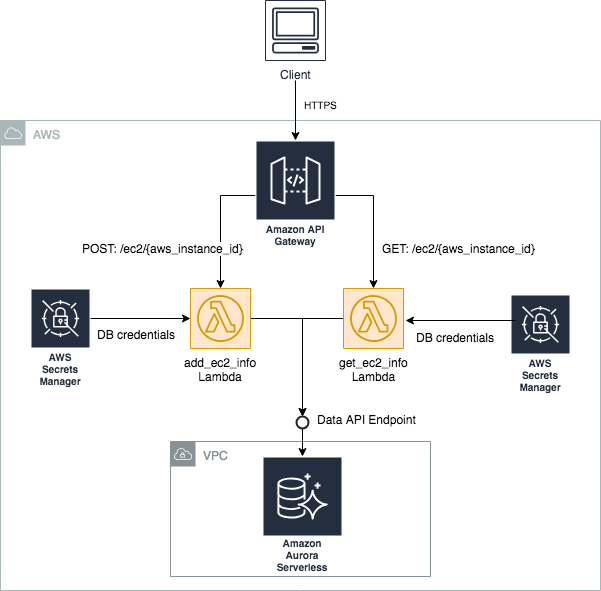 Client
HTTPS
AWS
</>
Amazon API
Gateway
POST: /ec2/{aws_instance_id}
GET: /ec2/{aws_instance_id}
DB credentials
DB credentials
AWS
Secrets
Manager
add_ec2_info
Lambda
get_ec2_info
Lambda
AWS
Secrets
Manager
Data API Endpoint
VPC
Amazon
Aurora
Serverless